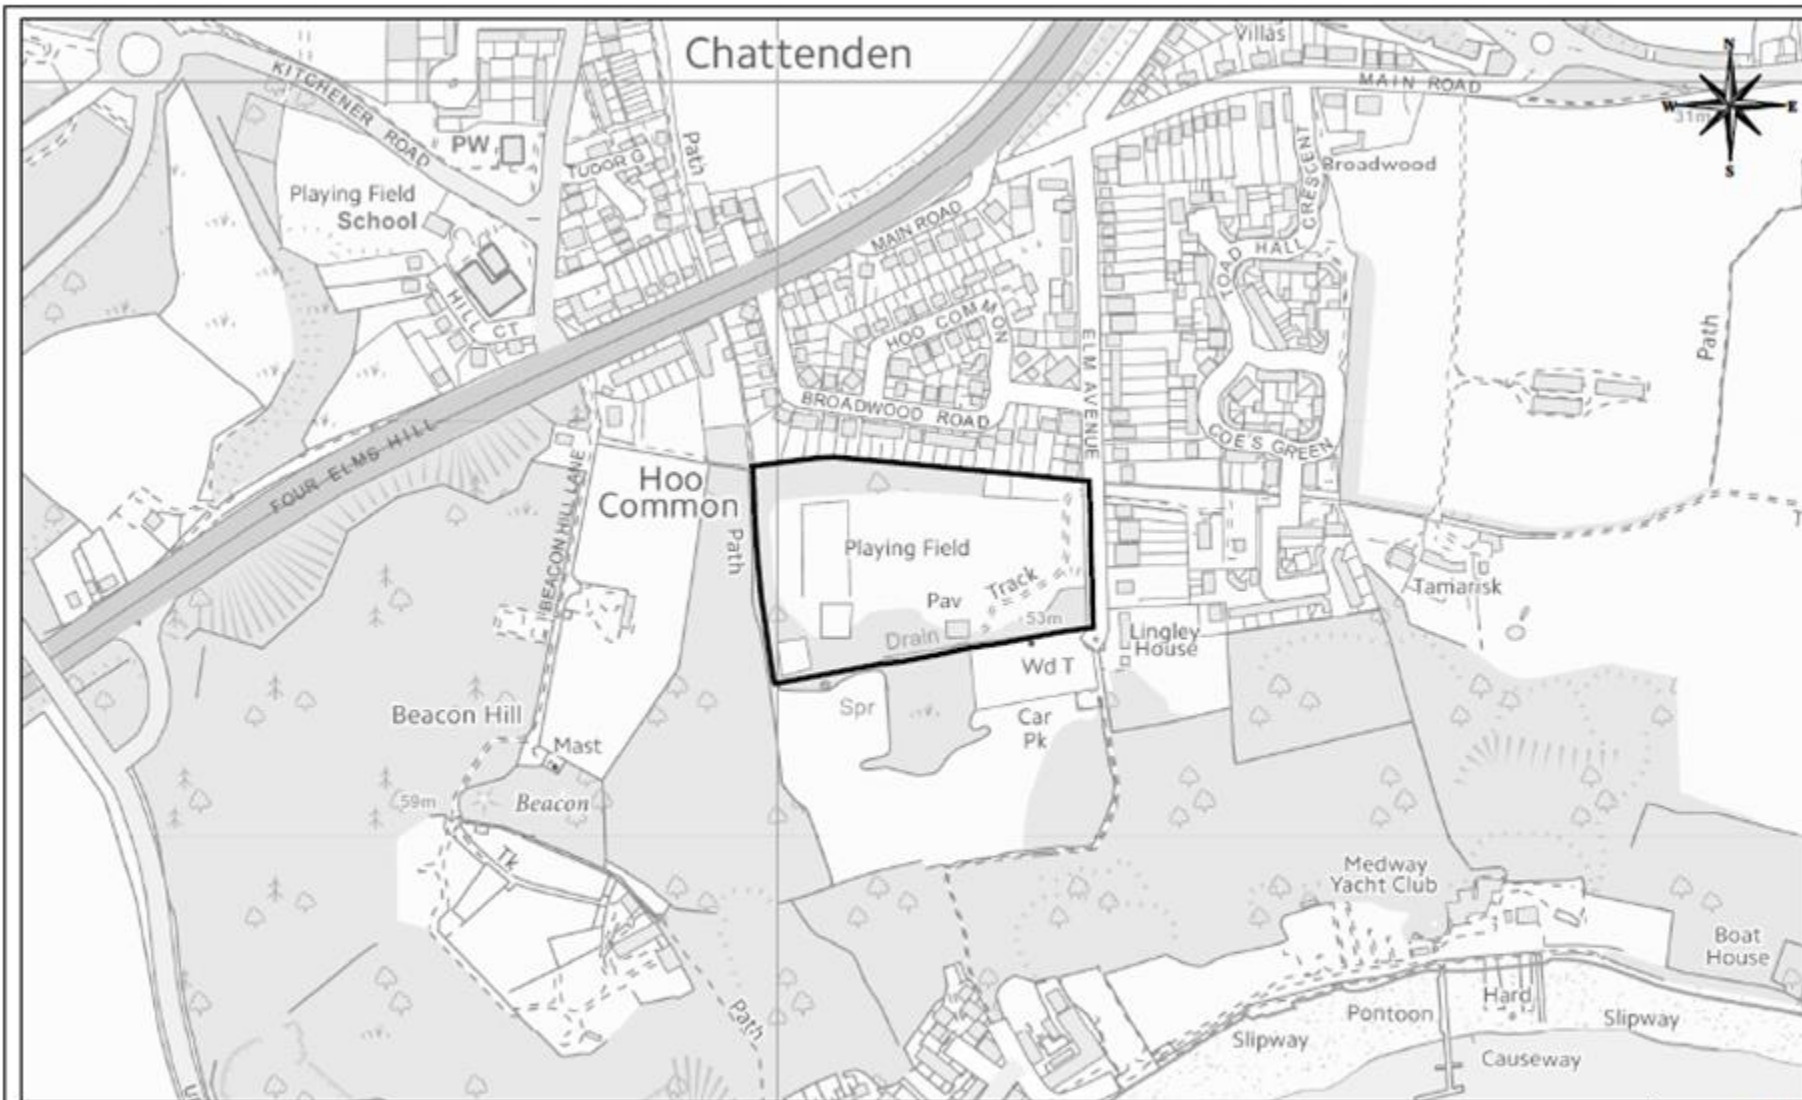 Chattenden
Villas
MAIN ROAD
N
W
E
S
31m
KITCHENER ROAD
PW
TUDOR G
Path
Broadwood
Playing Field
School
MAIN ROAD
TOAD HALL CRESCENT
HILL CT
HOO COMMON
ELM AVENUE
Path
BROADWOOD ROAD
COE'S GREEN
FOUR ELMS HILL
BEACON HILL LANE
Hoo
Common
Path
Playing Field
Track
Pav
53m
Drain
Tamarisk
Lingley
House
Wd T
Spr
Car
Pk
Beacon Hill
Mast
59m
Beacon
Tk
Medway
Yacht Club
Boat
House
Path
Hard
Pontoon
Slipway
Slipway
Causeway